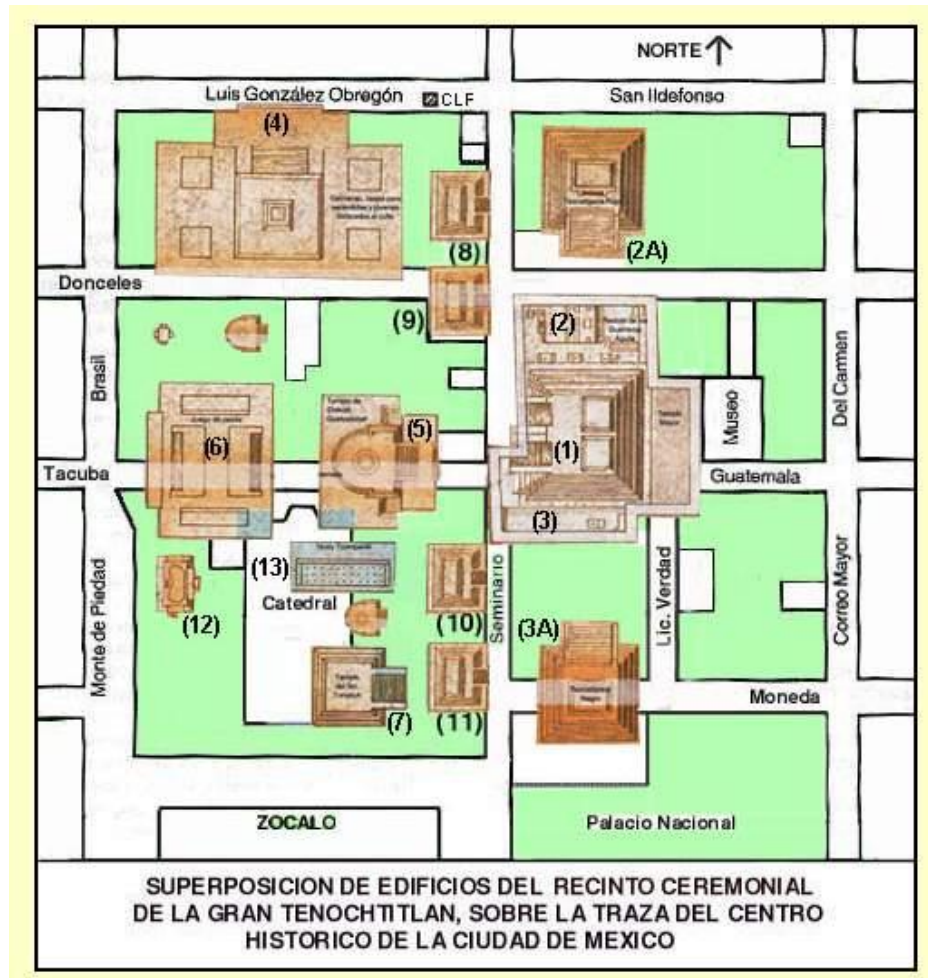 NORTE
Luis González Obregón
CLF
San Ildefonso
(4)
(8)
(2A)
Donceles
(9)
(2)
Brasil
Del Carmen
(6)
(5)
(1)
Templo Mayor
Museo
Tacuba
Guatemala
(3)
(13)
Catedral
(12)
(10)
Seminario
(3A)
Lic. Verdad
Monte de Piedad
Correo Mayor
(7)
(11)
Moneda
ZOCALO
Palacio Nacional
SUPERPOSICION DE EDIFICIOS DEL RECINTO CEREMONIAL
DE LA GRAN TENOCHTITLAN, SOBRE LA TRAZA DEL CENTRO
HISTORICO DE LA CIUDAD DE MEXICO